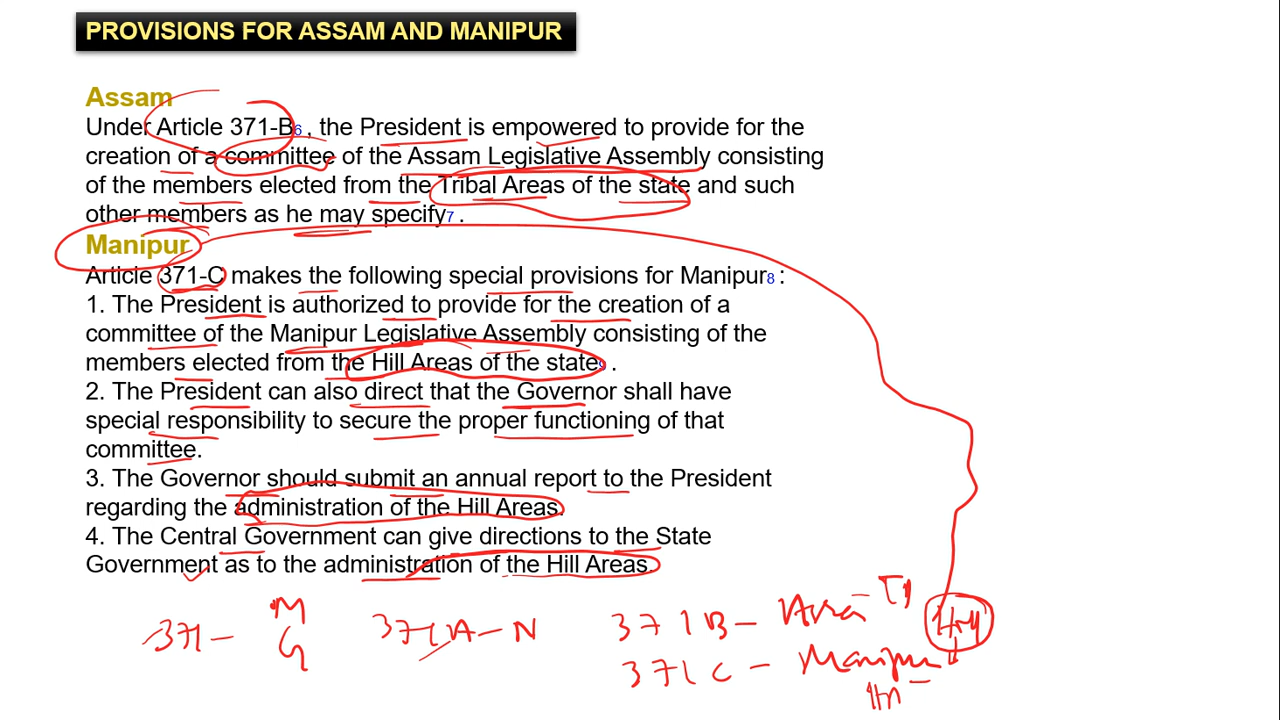 PROVISIONS FOR ASSAM AND MANIPUR
Assam
Under Article 371-B6 , the President is empowered to provide for the
creation of a committee of the Assam Legislative Assembly consisting
of the members elected from the Tribal Areas of the state and such
other members as he may specify7 .
Manipur
Article 371-C makes the following special provisions for Manipur8 :
1. The President is authorized to provide for the creation of a
committee of the Manipur Legislative Assembly consisting of the
members elected from the Hill Areas of the state .
2. The President can also direct that the Governor shall have
special responsibility to secure the proper functioning of that
committee.
3. The Governor should submit an annual report to the President
regarding the administration of the Hill Areas.
4. The Central Government can give directions to the State
Government as to the administration of the Hill Areas.
371 - M G
371A - N
371B -
371C - Manipur